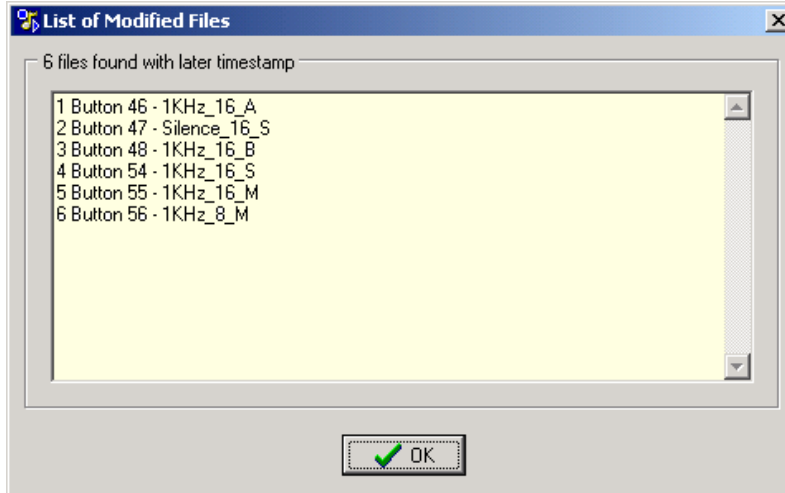 List of Modified Files
6 files found with later timestamp
1 Button 46 - 1KHz_16_A
2 Button 47 - Silence_16_S
3 Button 48 - 1KHz_16_B
4 Button 54 - 1KHz_16_S
5 Button 55 - 1KHz_16_M
6 Button 56 - 1KHz_8_M
OK